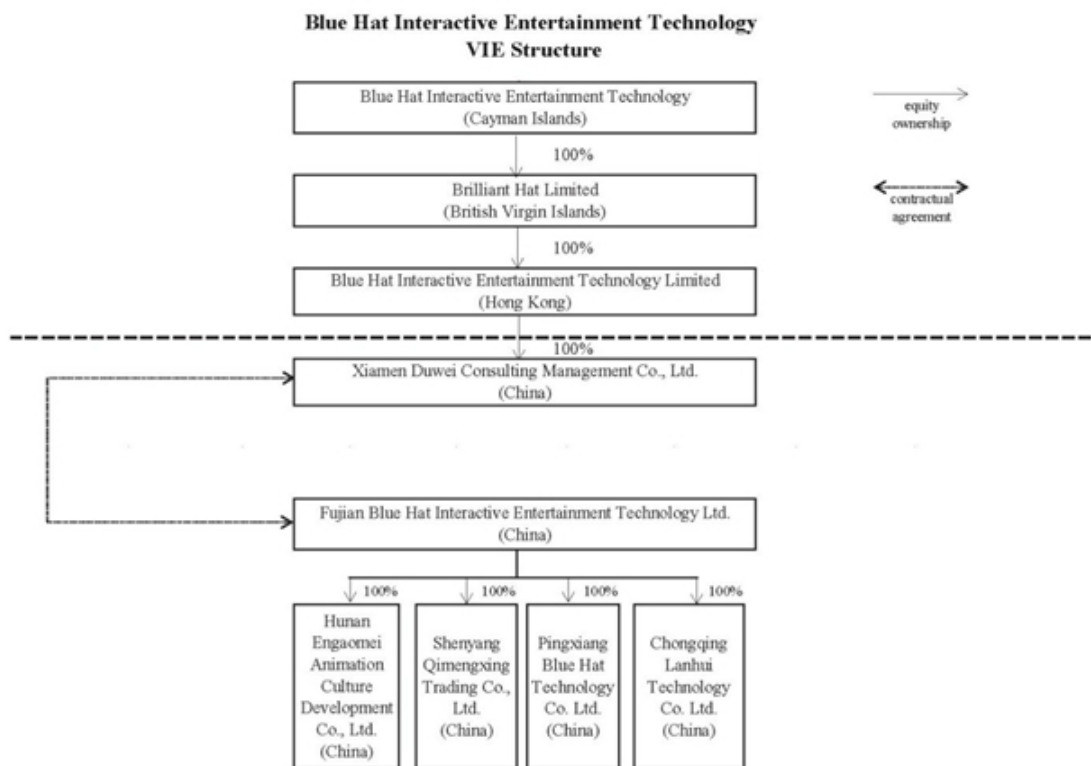 Blue Hat Interactive Entertainment Technology
VIE Structure
Blue Hat Interactive Entertainment Technology
(Cayman Islands)
equity
ownership
100%
Brilliant Hat Limited
(British Virgin Islands)
contractual
agreement
100%
Blue Hat Interactive Entertainment Technology Limited
(Hong Kong)
100%
Xiamen Duwei Consulting Management Co., Ltd.
(China)
Fujian Blue Hat Interactive Entertainment Technology Ltd.
(China)
100%
100%
100%
100%
Hunan
Engaomei
Animation
Culture
Development
Co., Ltd.
(China)
Shenyang
Qimengxing
Trading Co.,
Ltd.
(China)
Pingxiang
Blue Hat
Technology
Co. Ltd.
(China)
Chongqing
Lanhui
Technology
Co. Ltd.
(China)